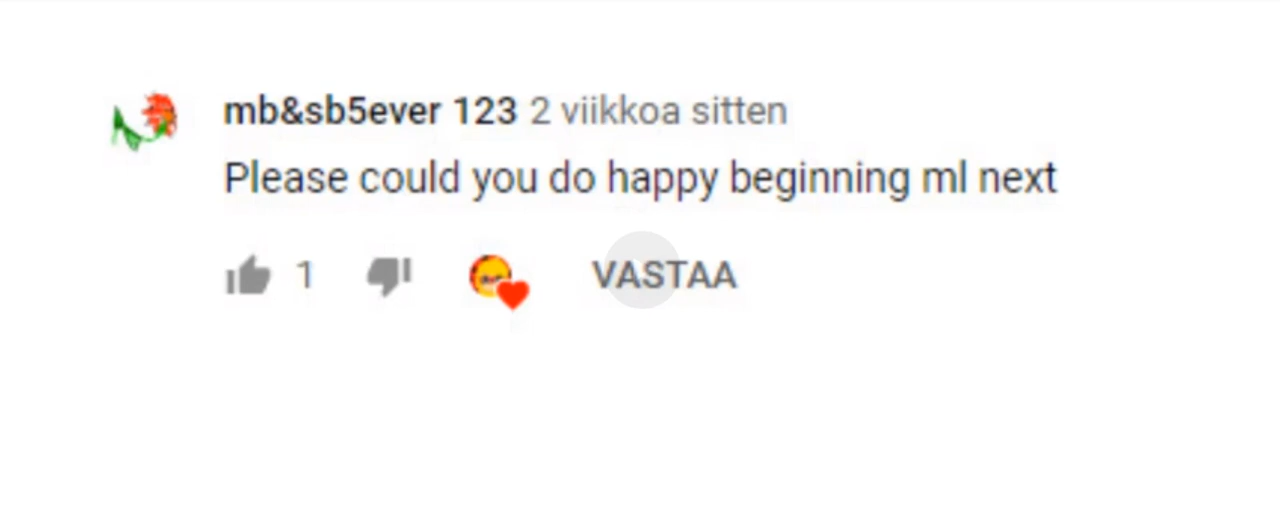 mb&sb5ever 123 2 viikkoa sitten
Please could you do happy beginning ml next
1 VASTAA